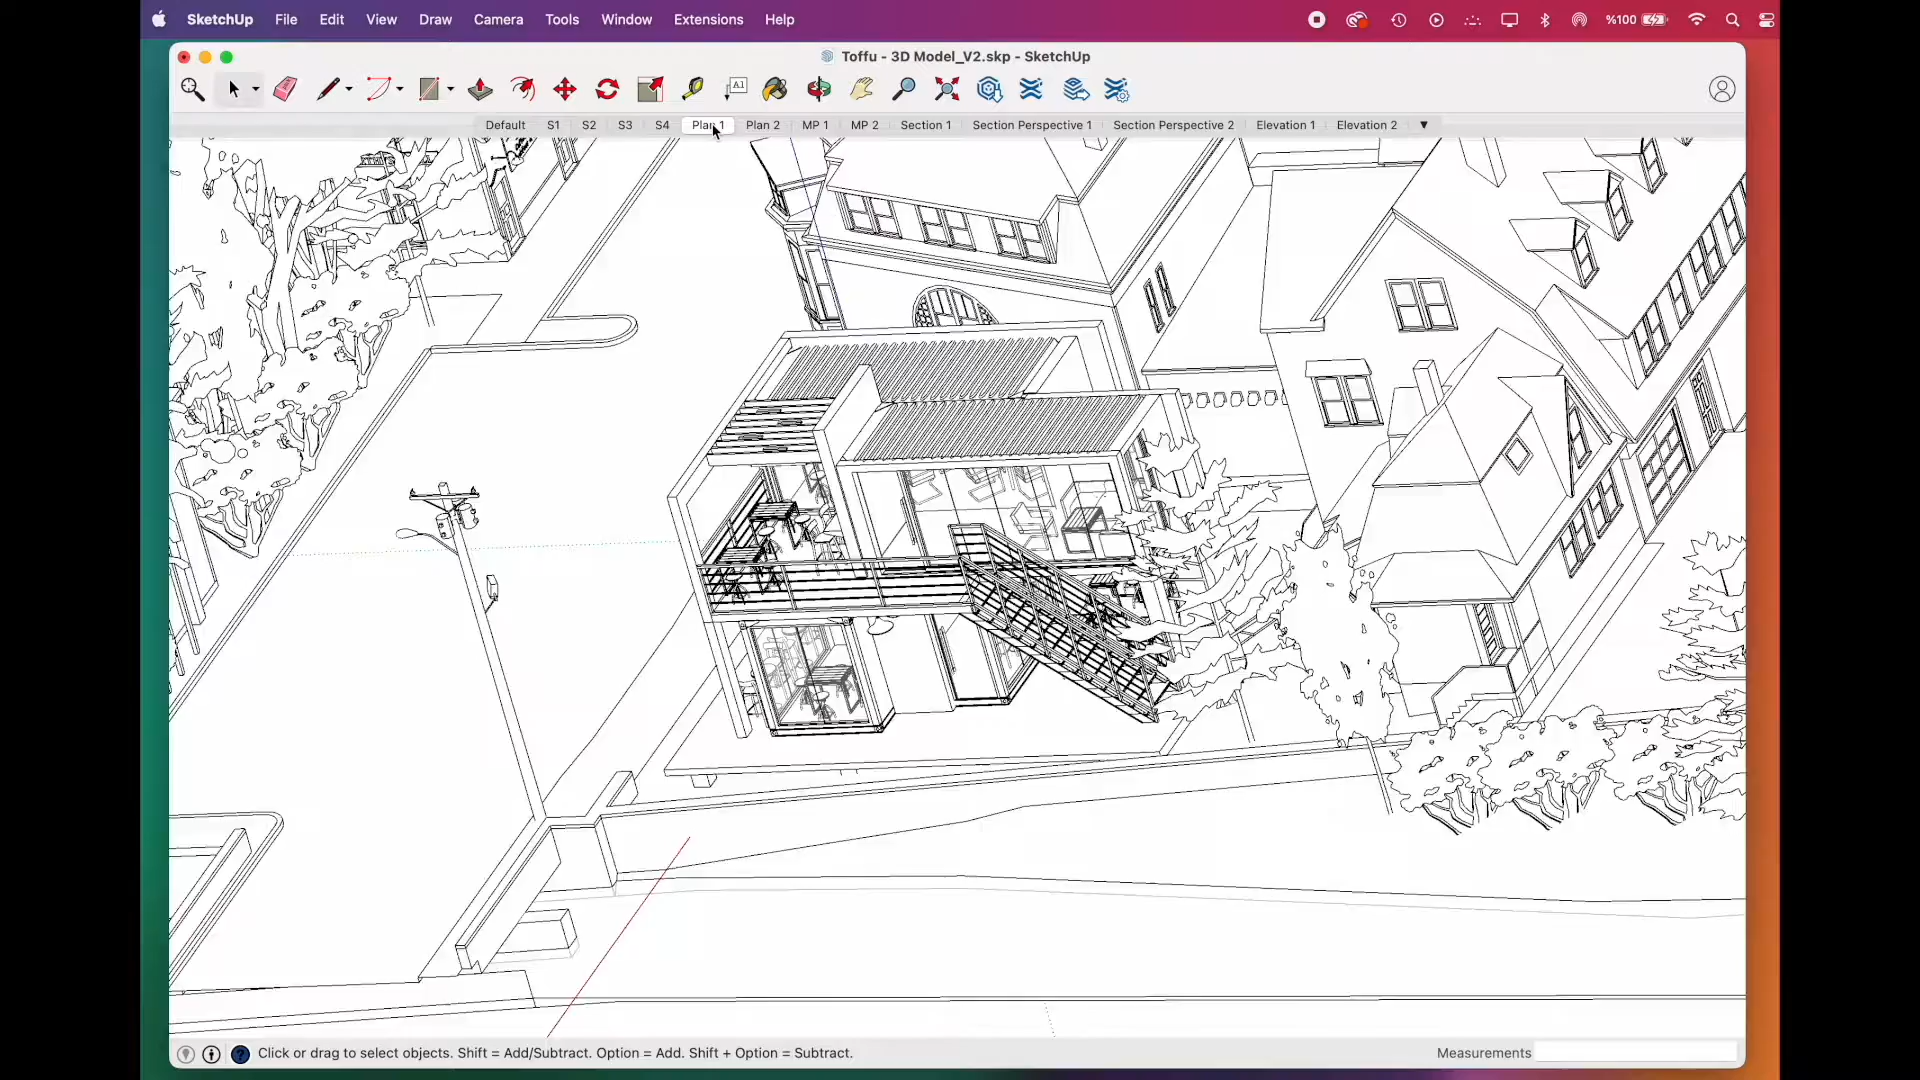 SketchUp File Edit View Draw Camera Tools Window Extensions Help %100
Toffu - 3D Model_V2.skp - SketchUp
A1
Default S1 S2 S3 S4 Plan 1 Plan 2 MP 1 MP 2 Section 1 Section Perspective 1 Section Perspective 2 Elevation 1 Elevation 2
Click or drag to select objects. Shift = Add/Subtract. Option = Add. Shift + Option = Subtract. Measurements